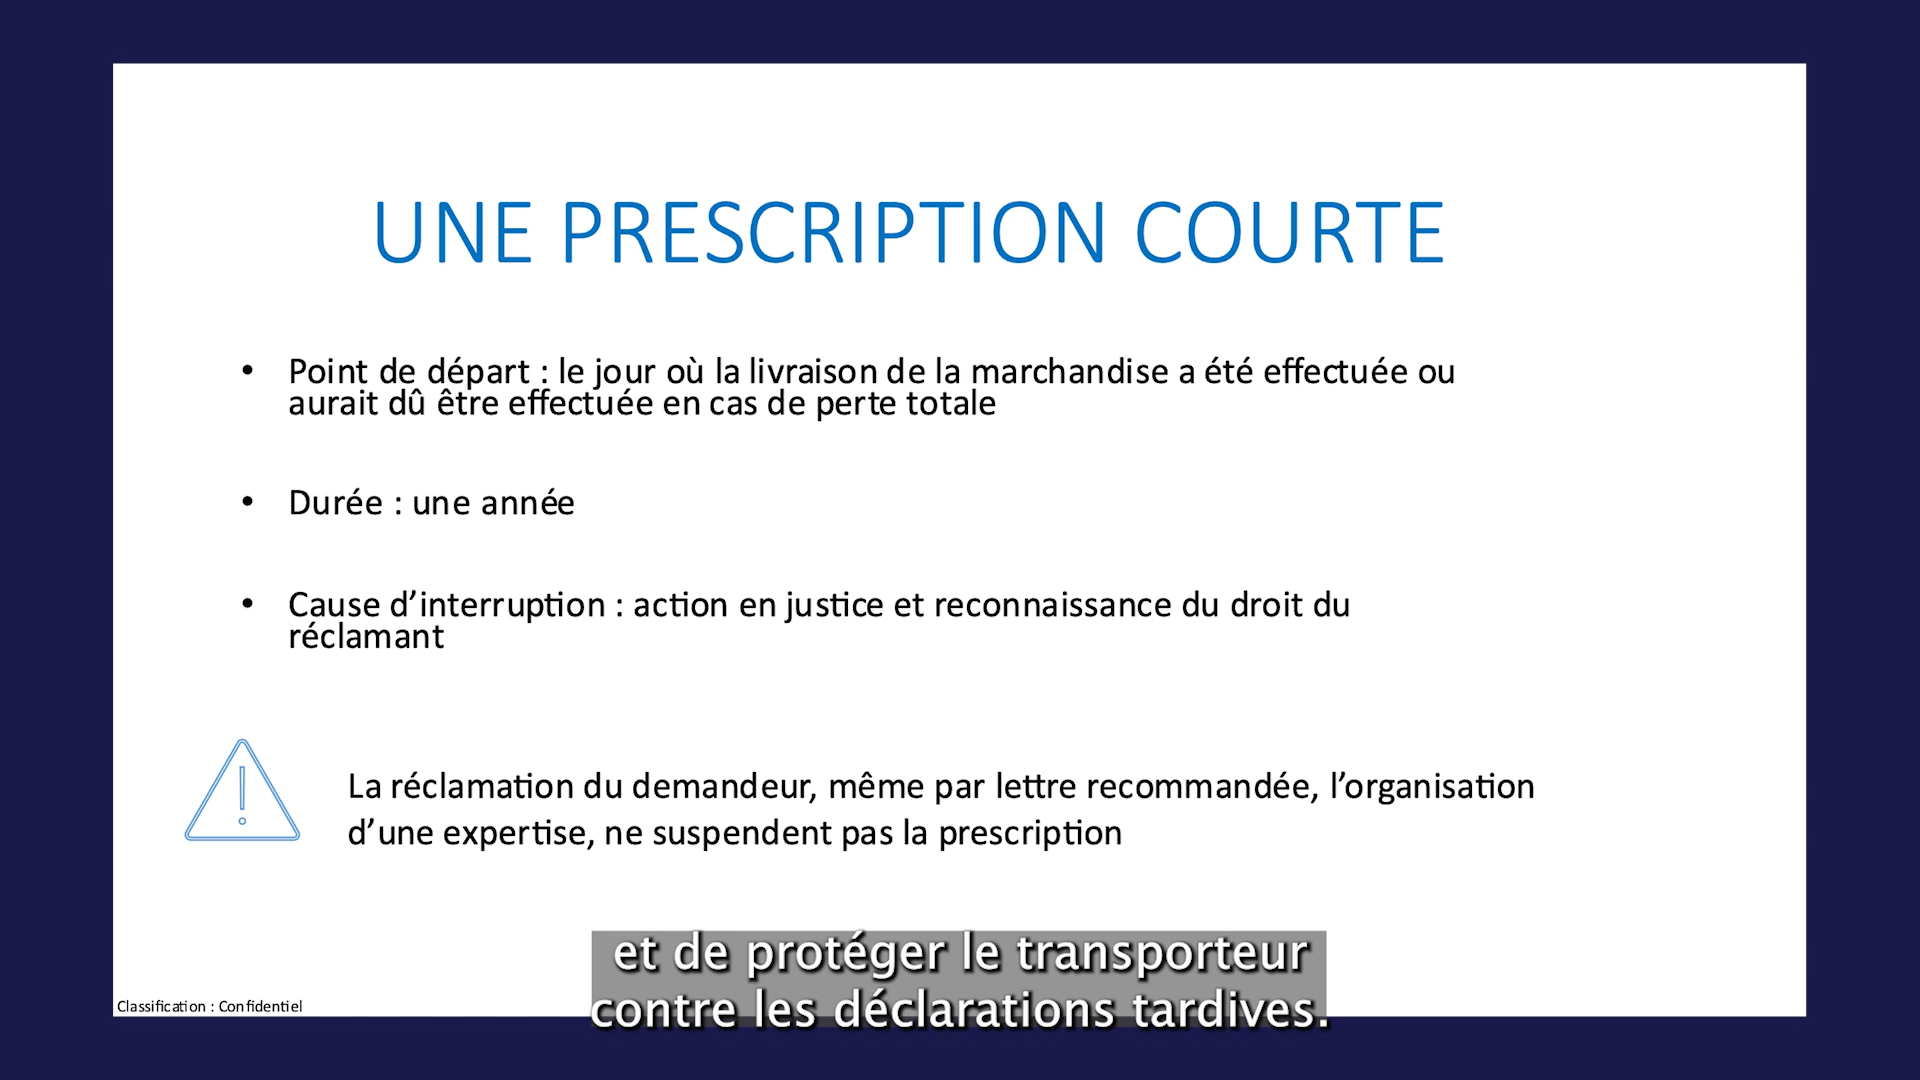 UNE PRESCRIPTION COURTE
• Point de départ : le jour où la livraison de la marchandise a été effectuée ou
aurait dû être effectuée en cas de perte totale
• Durée : une année
• Cause d’interruption : action en justice et reconnaissance du droit du
réclamant
La réclamation du demandeur, même par lettre recommandée, l’organisation
d’une expertise, ne suspendent pas la prescription
et de protéger le transporteur
contre les déclarations tardives.
Classification : Confidentiel